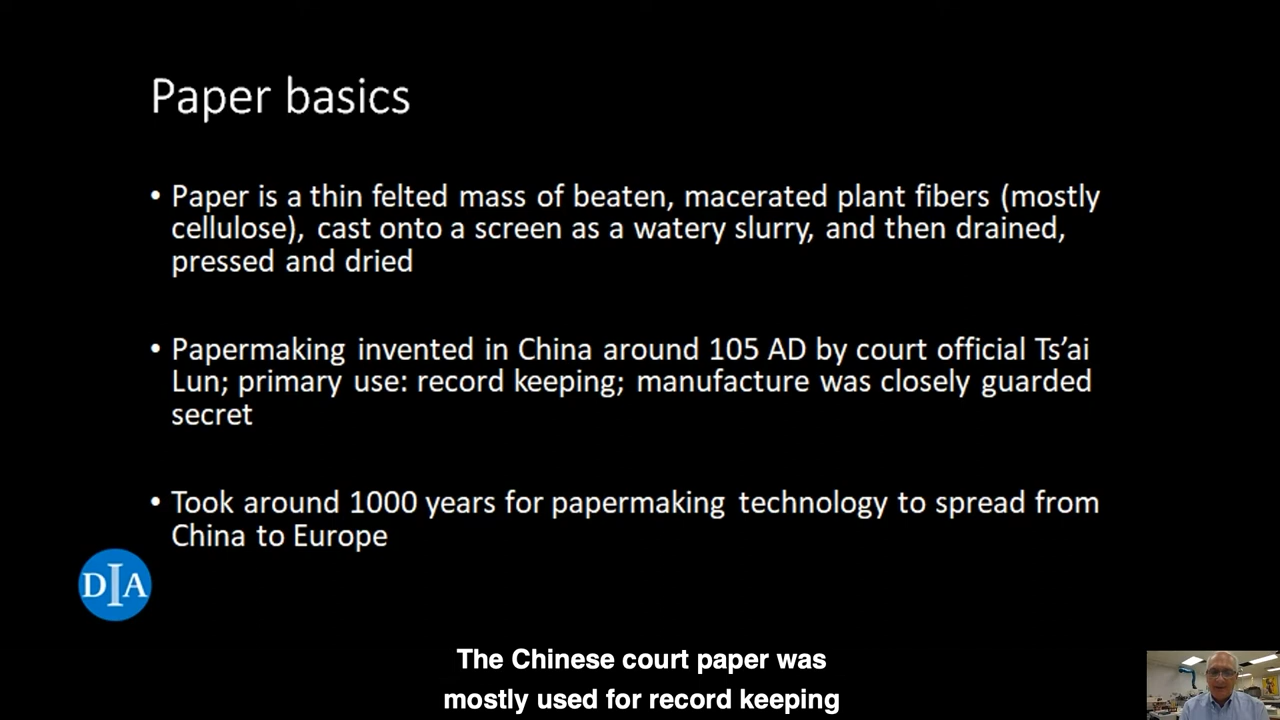 Paper basics
• Paper is a thin felted mass of beaten, macerated plant fibers (mostly
cellulose), cast onto a screen as a watery slurry, and then drained,
pressed and dried
• Papermaking invented in China around 105 AD by court official Ts’ai
Lun; primary use: record keeping; manufacture was closely guarded
secret
• Took around 1000 years for papermaking technology to spread from
China to Europe
DIA
The Chinese court paper was
mostly used for record keeping